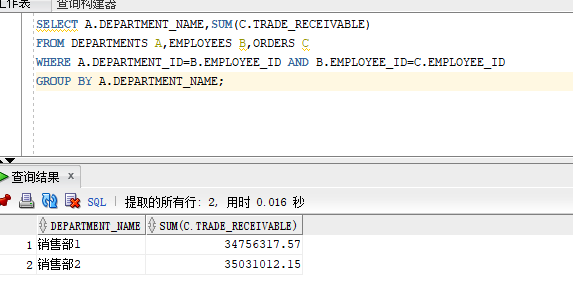 L1F表 查询构建器
SELECT A.DEPARTMENT_NAME,SUM(C.TRADE_RECEIVABLE)
FROM DEPARTMENTS A,EMPLOYEES B,ORDERS C
WHERE A.DEPARTMENT_ID=B.EMPLOYEE_ID AND B.EMPLOYEE_ID=C.EMPLOYEE_ID
GROUP BY A.DEPARTMENT_NAME;
查询结果 x
SQL | 提取的所有行: 2, 用时 0.016 秒
DEPARTMENT_NAME SUM(C.TRADE_RECEIVABLE)
1 销售部1 34756317.57
2 销售部2 35031012.15